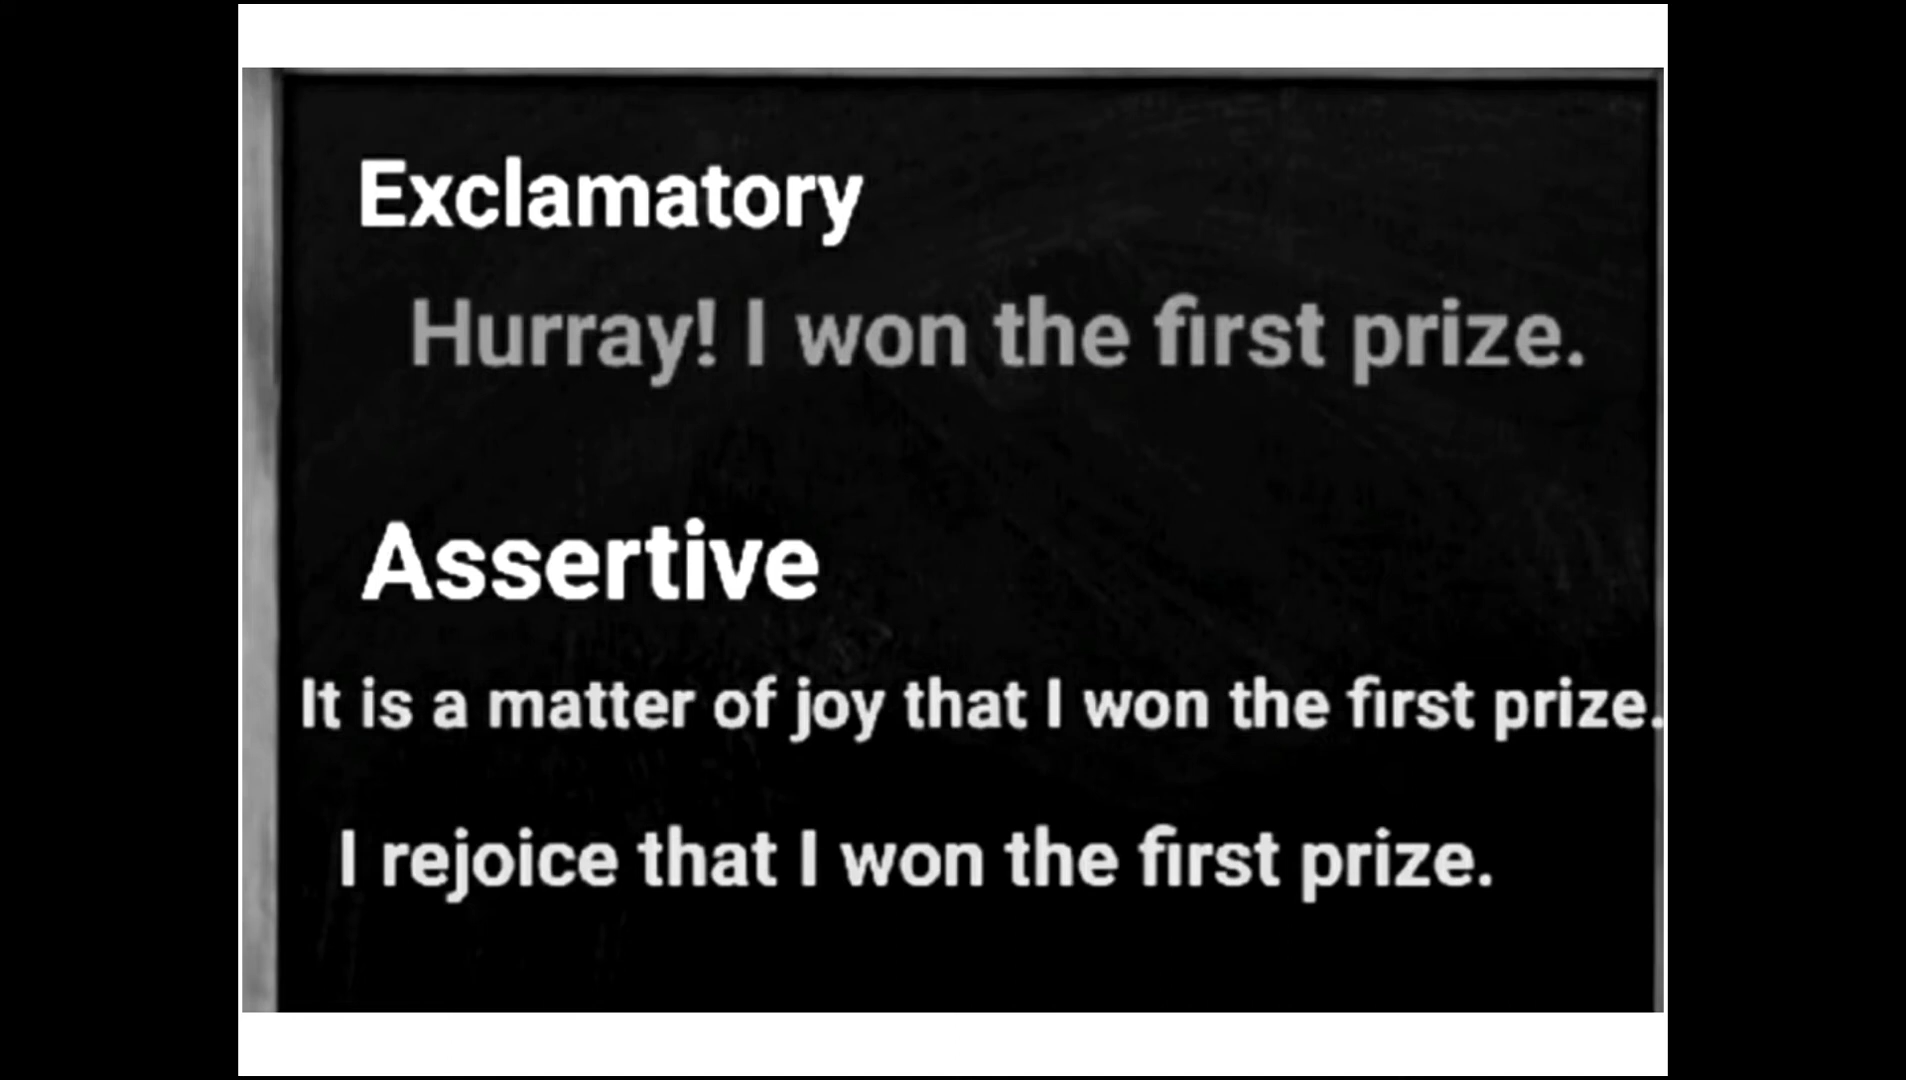 Exclamatory
Hurray! I won the first prize.
Assertive
It is a matter of joy that I won the first prize.
I rejoice that I won the first prize.